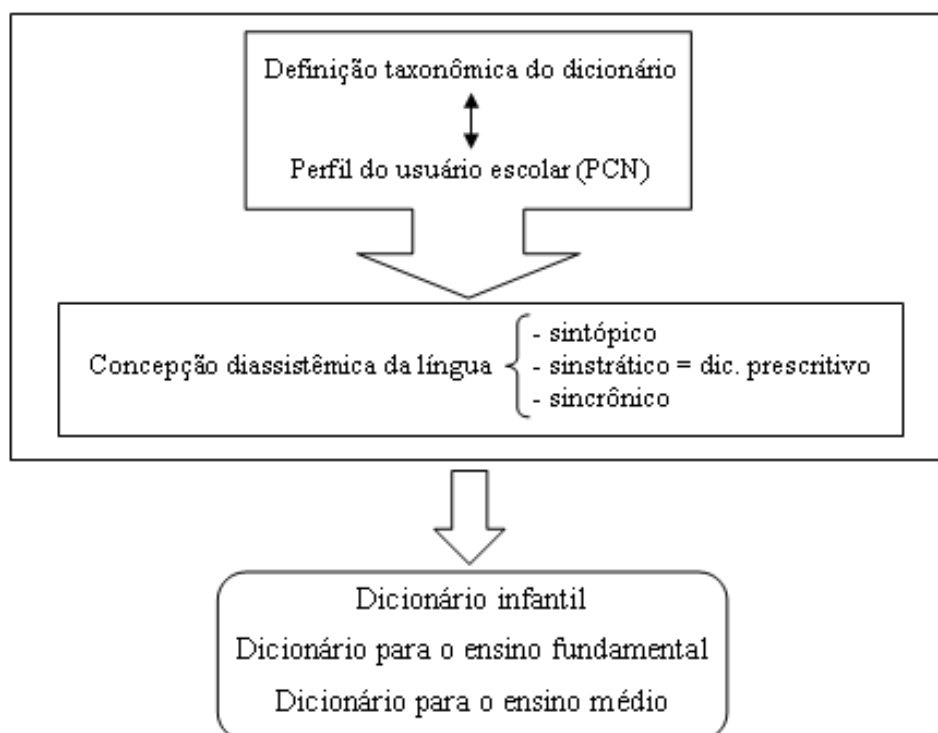 Definição taxonômica do dicionário
Perfil do usuário escolar (PCN)
Concepção diassistêmica da língua
- sintópico
- sinstrático = dic. prescritivo
- sincrônico
Dicionário infantil
Dicionário para o ensino fundamental
Dicionário para o ensino médio